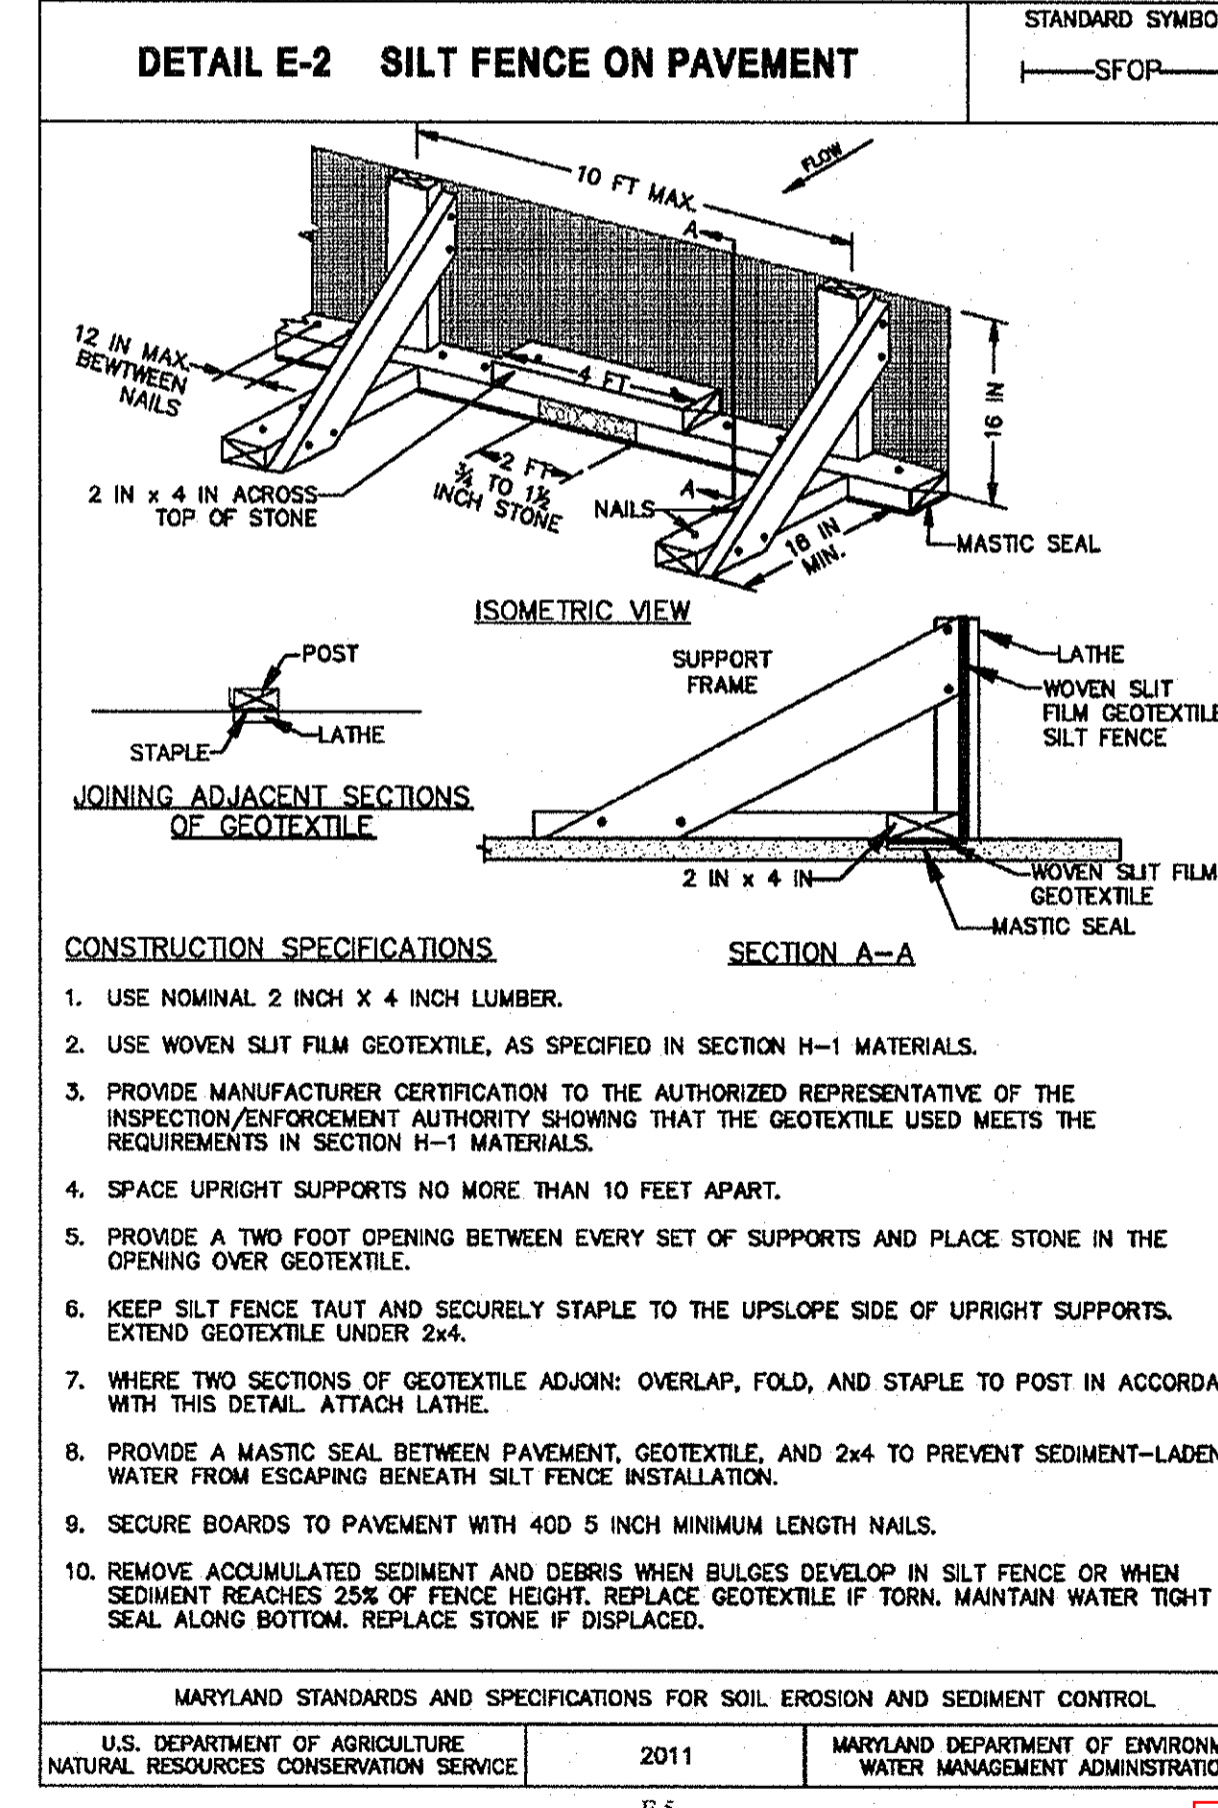 DETAIL E-2 SILT FENCE ON PAVEMENT
STANDARD SYMBO
SFOP
FLOW
10 FT MAX.
A
A
12 IN MAX.
BEWTWEEN
NAILS
4 FT
16 IN
2 IN x 4 IN ACROSS
TOP OF STONE
2 FT
¾ TO 1½
INCH STONE
A
NAILS
16 IN
MIN.
MASTIC SEAL
ISOMETRIC VIEW
POST
STAPLE
LATHE
JOINING ADJACENT SECTIONS
OF GEOTEXTILE
SUPPORT
FRAME
LATHE
WOVEN SLIT
FILM GEOTEXTILE
SILT FENCE
2 IN x 4 IN
WOVEN SLIT FILM
GEOTEXTILE
MASTIC SEAL
SECTION A-A
CONSTRUCTION SPECIFICATIONS
1. USE NOMINAL 2 INCH X 4 INCH LUMBER.
2. USE WOVEN SLIT FILM GEOTEXTILE, AS SPECIFIED IN SECTION H-1 MATERIALS.
3. PROVIDE MANUFACTURER CERTIFICATION TO THE AUTHORIZED REPRESENTATIVE OF THE
INSPECTION/ENFORCEMENT AUTHORITY SHOWING THAT THE GEOTEXTILE USED MEETS THE
REQUIREMENTS IN SECTION H-1 MATERIALS.
4. SPACE UPRIGHT SUPPORTS NO MORE THAN 10 FEET APART.
5. PROVIDE A TWO FOOT OPENING BETWEEN EVERY SET OF SUPPORTS AND PLACE STONE IN THE
OPENING OVER GEOTEXTILE.
6. KEEP SILT FENCE TAUT AND SECURELY STAPLE TO THE UPSLOPE SIDE OF UPRIGHT SUPPORTS.
EXTEND GEOTEXTILE UNDER 2x4.
7. WHERE TWO SECTIONS OF GEOTEXTILE ADJOIN: OVERLAP, FOLD, AND STAPLE TO POST IN ACCORDA
WITH THIS DETAIL. ATTACH LATHE.
8. PROVIDE A MASTIC SEAL BETWEEN PAVEMENT, GEOTEXTILE, AND 2x4 TO PREVENT SEDIMENT-LADEN
WATER FROM ESCAPING BENEATH SILT FENCE INSTALLATION.
9. SECURE BOARDS TO PAVEMENT WITH 40D 5 INCH MINIMUM LENGTH NAILS.
10. REMOVE ACCUMULATED SEDIMENT AND DEBRIS WHEN BULGES DEVELOP IN SILT FENCE OR WHEN
SEDIMENT REACHES 25% OF FENCE HEIGHT. REPLACE GEOTEXTILE IF TORN. MAINTAIN WATER TIGHT
SEAL ALONG BOTTOM. REPLACE STONE IF DISPLACED.
MARYLAND STANDARDS AND SPECIFICATIONS FOR SOIL EROSION AND SEDIMENT CONTROL
U.S. DEPARTMENT OF AGRICULTURE
NATURAL RESOURCES CONSERVATION SERVICE
2011
MARYLAND DEPARTMENT OF ENVIRONM
WATER MANAGEMENT ADMINISTRATIO